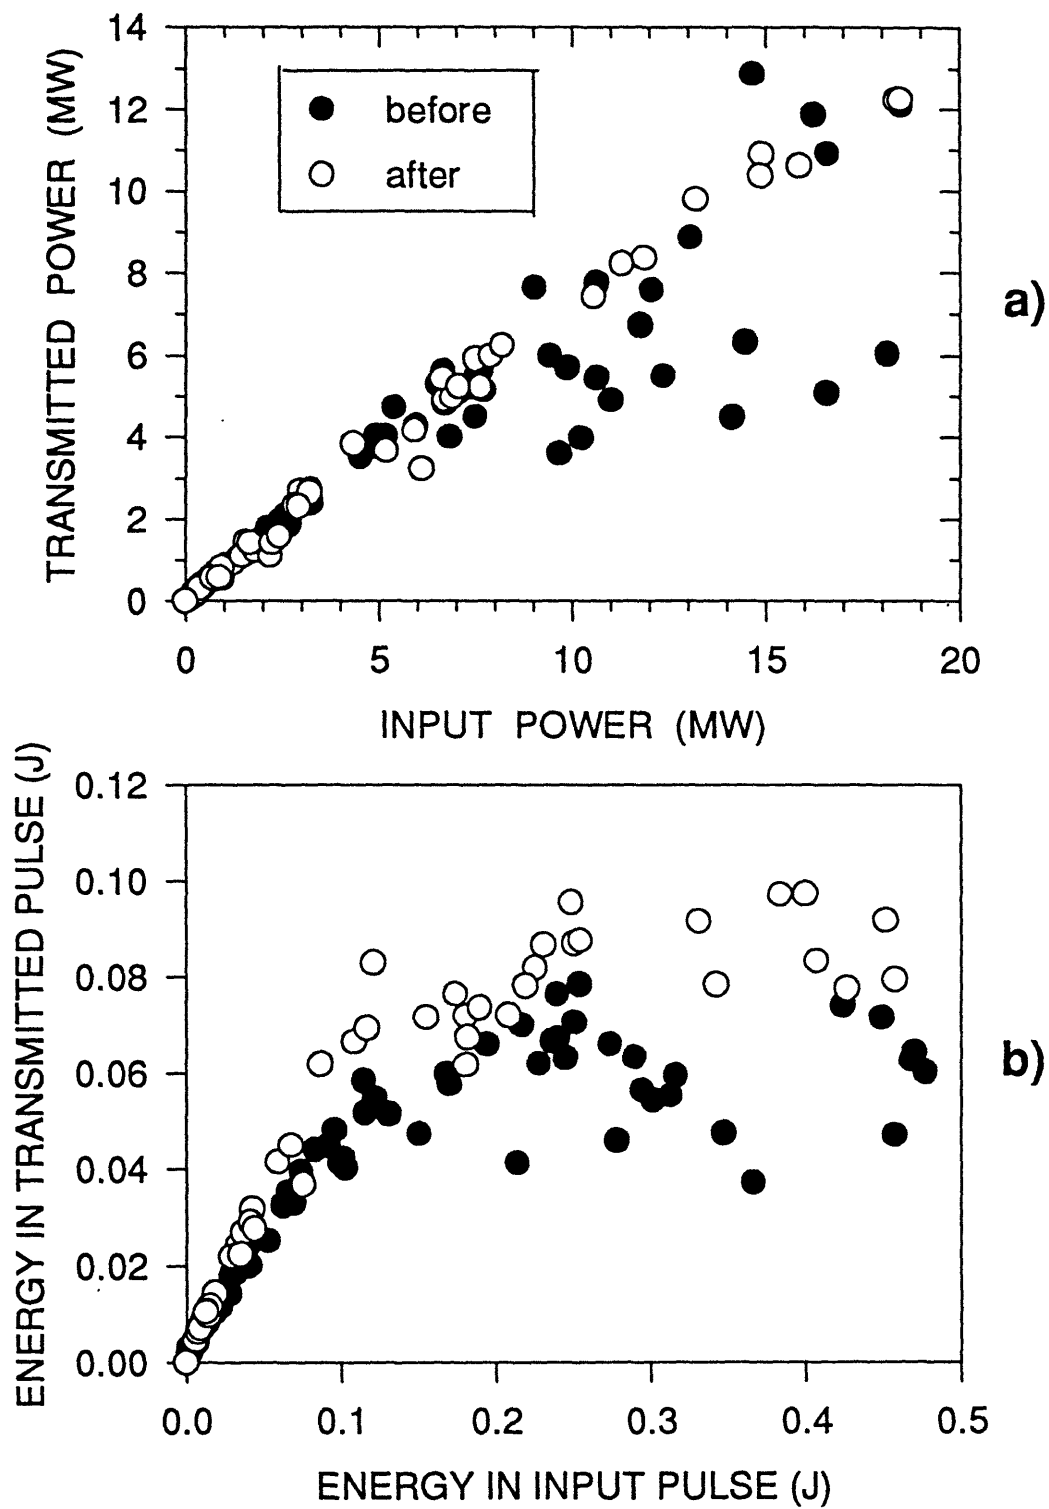 TRANSMITTED POWER (MW)
14
12
10
8
6
4
2
0
before
after
a)
0 5 10 15 20
INPUT POWER (MW)
ENERGY IN TRANSMITTED PULSE (J)
0.12
0.10
0.08
0.06
0.04
0.02
0.00
b)
0.0 0.1 0.2 0.3 0.4 0.5
ENERGY IN INPUT PULSE (J)